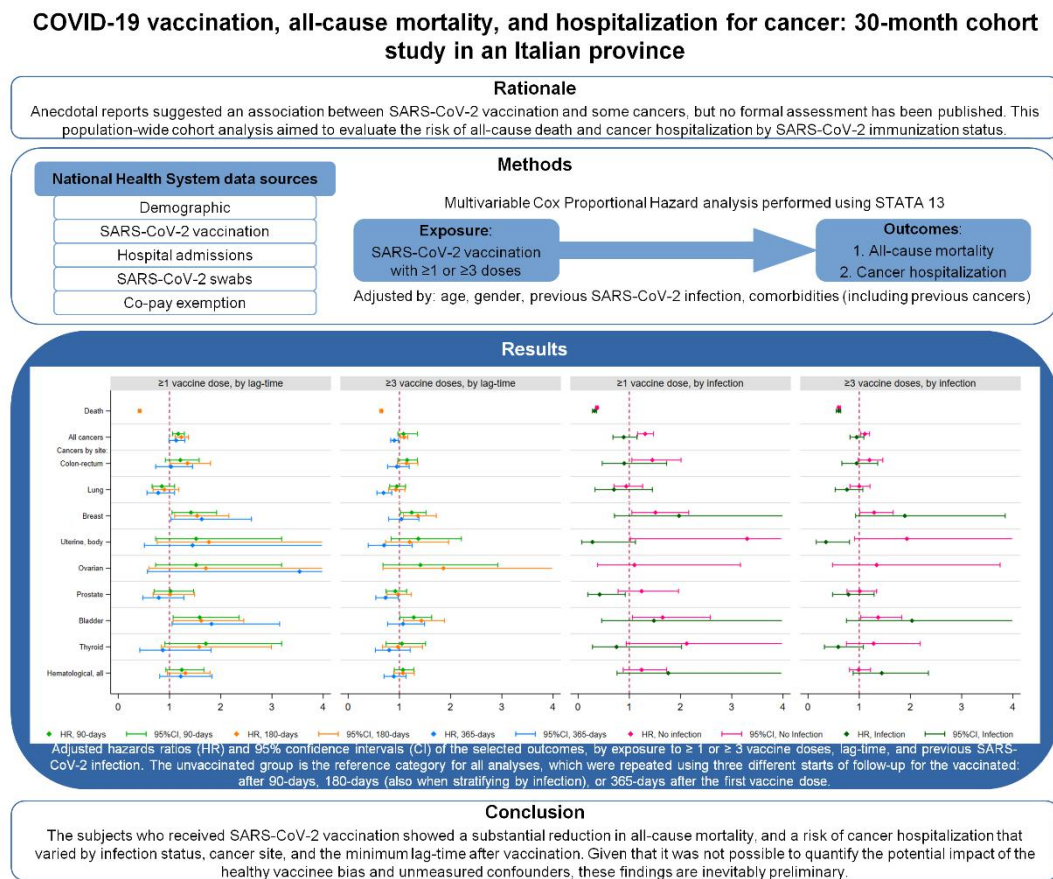 COVID-19 vaccination, all-cause mortality, and hospitalization for cancer: 30-month cohort
study in an Italian province
Rationale
Anecdotal reports suggested an association between SARS-CoV-2 vaccination and some cancers, but no formal assessment has been published. This
population-wide cohort analysis aimed to evaluate the risk of all-cause death and cancer hospitalization by SARS-CoV-2 immunization status.
Methods
National Health System data sources
Demographic
SARS-CoV-2 vaccination
Hospital admissions
SARS-CoV-2 swabs
Co-pay exemption
Multivariable Cox Proportional Hazard analysis performed using STATA 13
Exposure:
SARS-CoV-2 vaccination
with ≥1 or ≥3 doses
Outcomes:
1. All-cause mortality
2. Cancer hospitalization
Adjusted by: age, gender, previous SARS-CoV-2 infection, comorbidities (including previous cancers)
Results
≥1 vaccine dose, by lag-time ≥3 vaccine doses, by lag-time ≥1 vaccine dose, by infection ≥3 vaccine doses, by infection
Death
All cancers
Cancers by site:
Colon-rectum
Lung
Breast
Uterine, body
Ovarian
Prostate
Bladder
Thyroid
Hematological, all
0 1 2 3 4 0 1 2 3 4 0 1 2 3 4 0 1 2 3 4
HR, 90-days 95%CI, 90-days HR, 180-days 95%CI, 180-days HR, 365-days 95%CI, 365-days HR, No infection 95%CI, No Infection HR, Infection 95%CI, Infection
Adjusted hazards ratios (HR) and 95% confidence intervals (CI) of the selected outcomes, by exposure to ≥ 1 or ≥ 3 vaccine doses, lag-time, and previous SARS-
CoV-2 infection. The unvaccinated group is the reference category for all analyses, which were repeated using three different starts of follow-up for the vaccinated:
after 90-days, 180-days (also when stratifying by infection), or 365-days after the first vaccine dose.
Conclusion
The subjects who received SARS-CoV-2 vaccination showed a substantial reduction in all-cause mortality, and a risk of cancer hospitalization that
varied by infection status, cancer site, and the minimum lag-time after vaccination. Given that it was not possible to quantify the potential impact of the
healthy vaccinee bias and unmeasured confounders, these findings are inevitably preliminary.